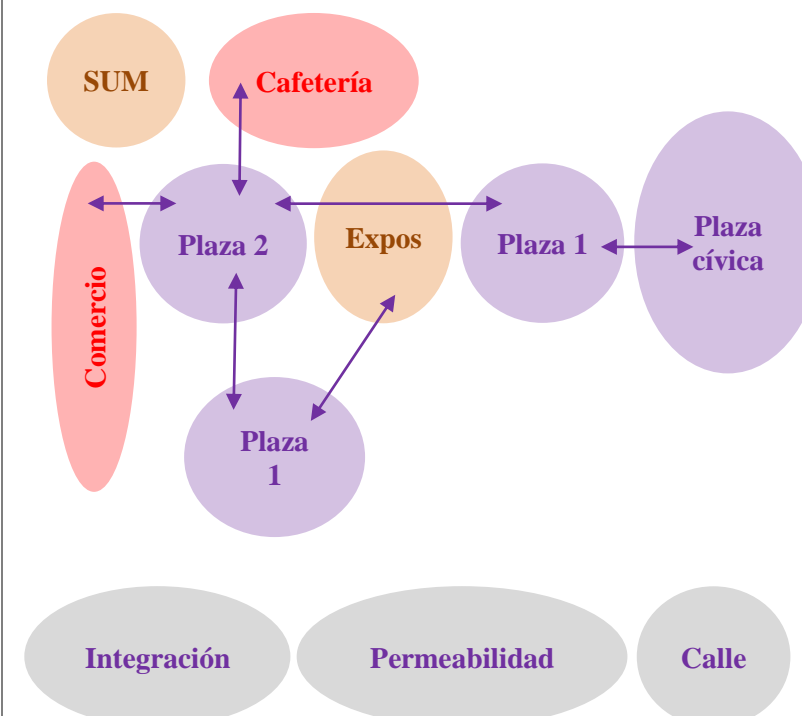 SUM
Cafetería
Plaza 2
Expos
Plaza 1
Plaza
cívica
Comercio
Plaza
1
Integración
Permeabilidad
Calle